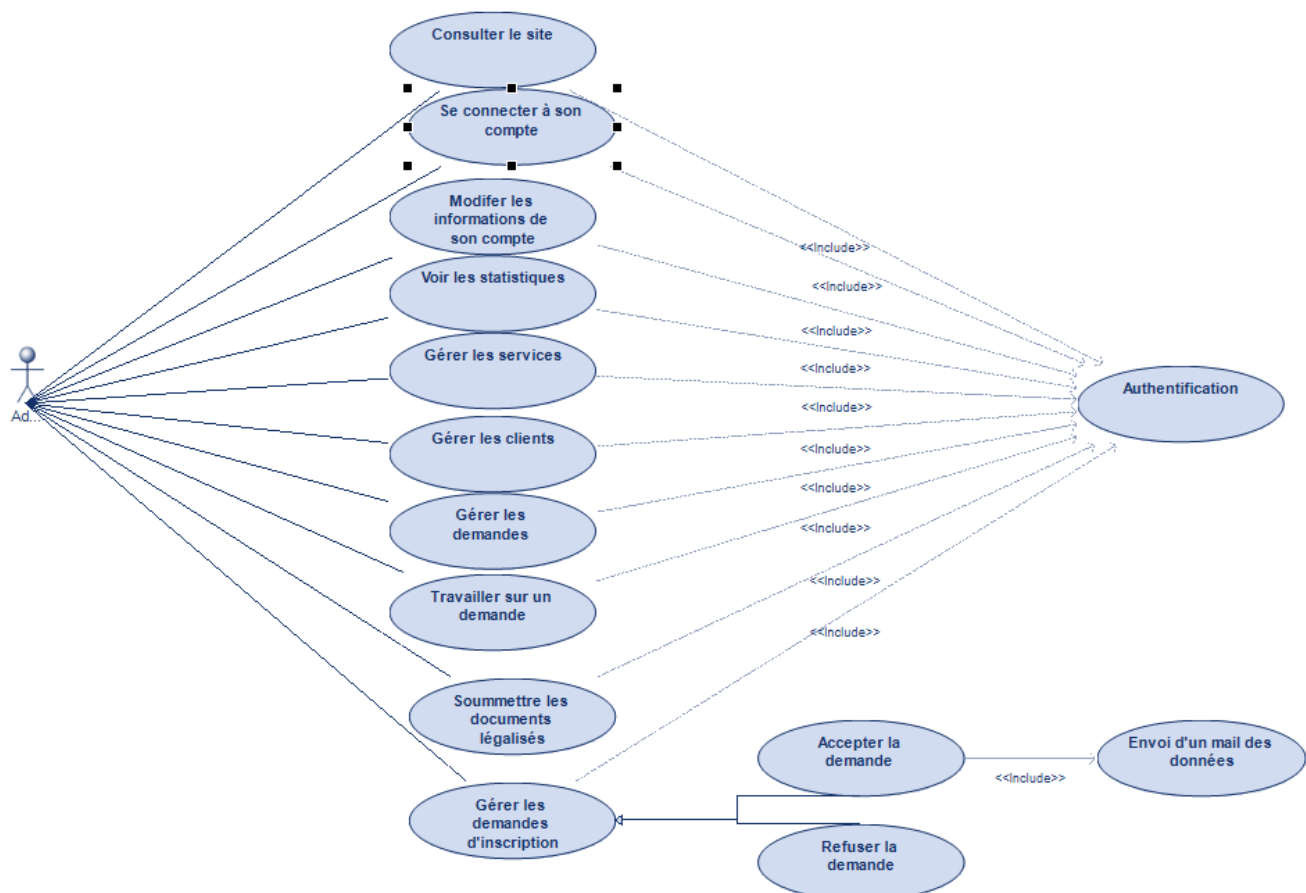 Consulter le site
Se connecter à son
compte
Modifer les
informations de
son compte
Voir les statistiques
Gérer les services
Gérer les clients
Gérer les
demandes
Travailler sur un
demande
Soummettre les
documents
légalisés
Gérer les
demandes
d'inscription
Ad...
<<Include>>
<<Include>>
<<Include>>
<<Include>>
<<Include>>
<<Include>>
<<Include>>
<<Include>>
<<Include>>
<<Include>>
Authentification
Accepter la
demande
<<Include>>
Envoi d'un mail des
données
Refuser la
demande